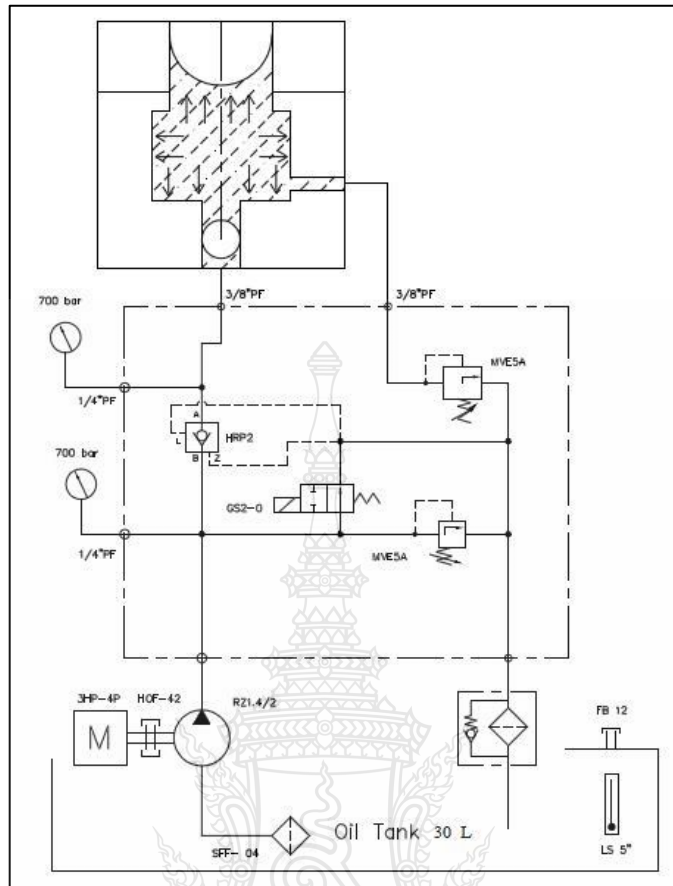 3/8"PF
3/8"PF
700 bar
MVE5A
1/4"PF
A
HRP2
B Z
700 bar
GS2-0
MVE5A
1/4"PF
3HP-4P
HOF-42
RZ1.4/2
M
FB 12
Oil Tank 30 L
SFF- 04
LS 5"